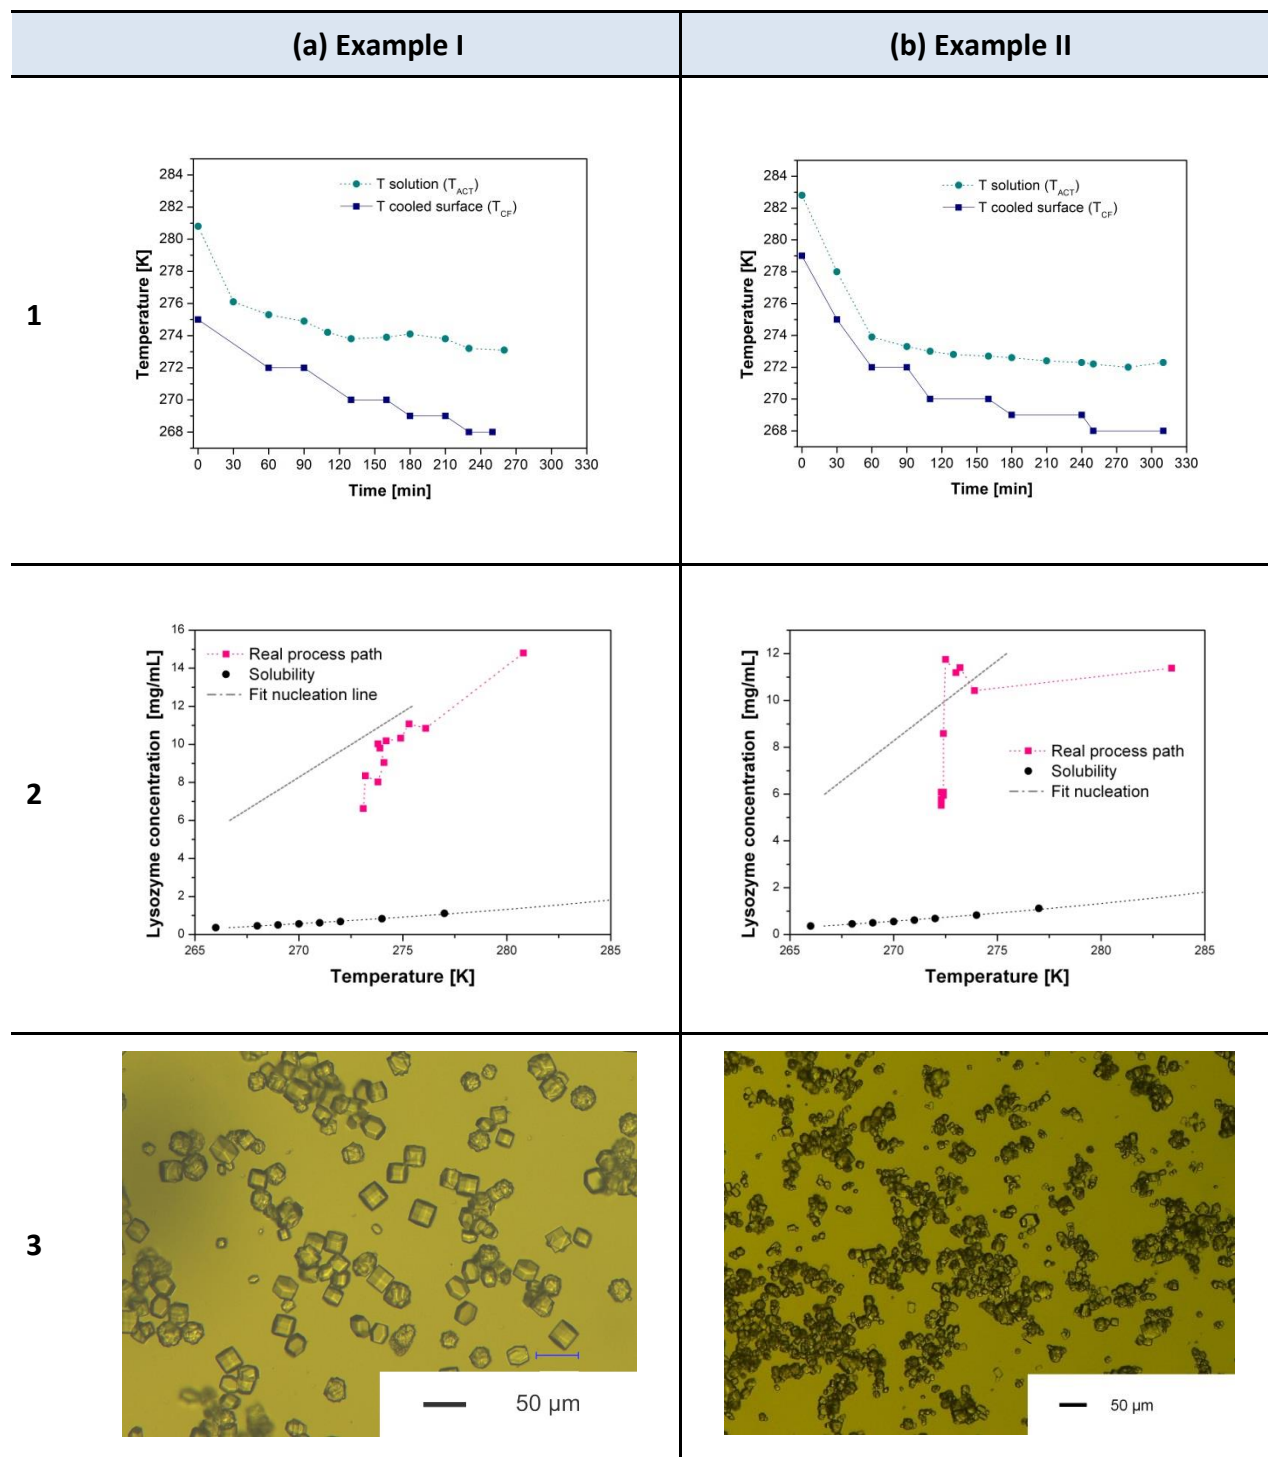 (a) Example I
(b) Example II
1
284
282
280
278
276
274
272
270
268
Temperature [K]
T solution (T_ACT)
T cooled surface (T_CF)
0 30 60 90 120 150 180 210 240 270 300 330
Time [min]
284
282
280
278
276
274
272
270
268
Temperature [K]
T solution (T_ACT)
T cooled surface (T_CF)
0 30 60 90 120 150 180 210 240 270 300 330
Time [min]
2
16
14
12
10
8
6
4
2
0
Lysozyme concentration [mg/mL]
Real process path
Solubility
Fit nucleation line
265 270 275 280 285
Temperature [K]
12
10
8
6
4
2
0
Lysozyme concentration [mg/mL]
Real process path
Solubility
Fit nucleation
265 270 275 280 285
Temperature [K]
3
50 µm
50 µm